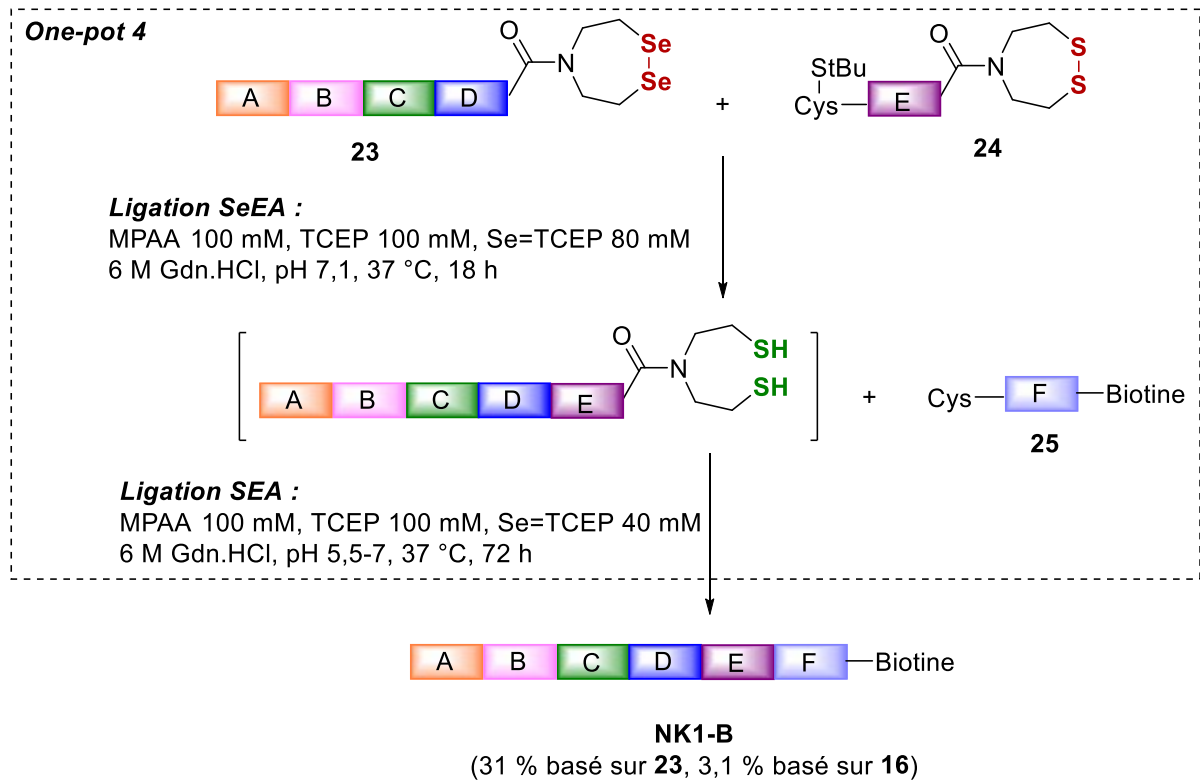 One-pot 4
A B C D
O
N
Se
Se
23
+
StBu
Cys
E
O
N
S
S
24
Ligation SeEA :
MPAA 100 mM, TCEP 100 mM, Se=TCEP 80 mM
6 M Gdn.HCl, pH 7,1, 37 °C, 18 h
A B C D E
O
N
SH
SH
+
Cys F Biotine
25
Ligation SEA :
MPAA 100 mM, TCEP 100 mM, Se=TCEP 40 mM
6 M Gdn.HCl, pH 5,5-7, 37 °C, 72 h
A B C D E F Biotine
NK1-B
(31 % basé sur 23, 3,1 % basé sur 16)